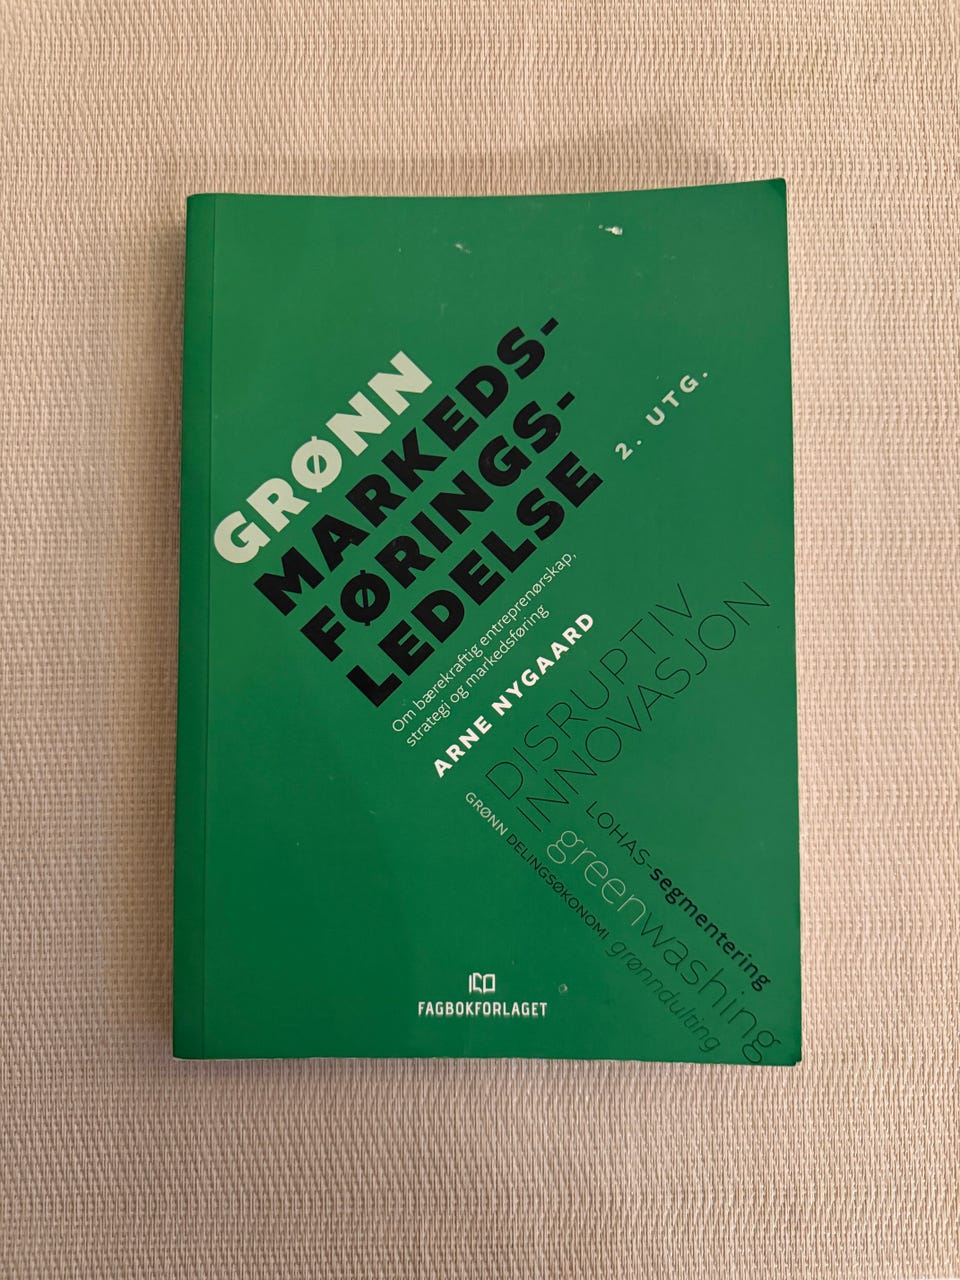 GRØNN
MARKEDS-
FØRINGS-
LEDELSE
2. UTG.
Om bærekraftig entreprenørskap,
strategi og markedsføring
ARNE NYGAARD
DISRUPTIV
INNOVASJON
LOHAS-segmentering
greenwashing
GRØNN DELINGSØKONOMI grønndulting
FAGBOKFORLAGET